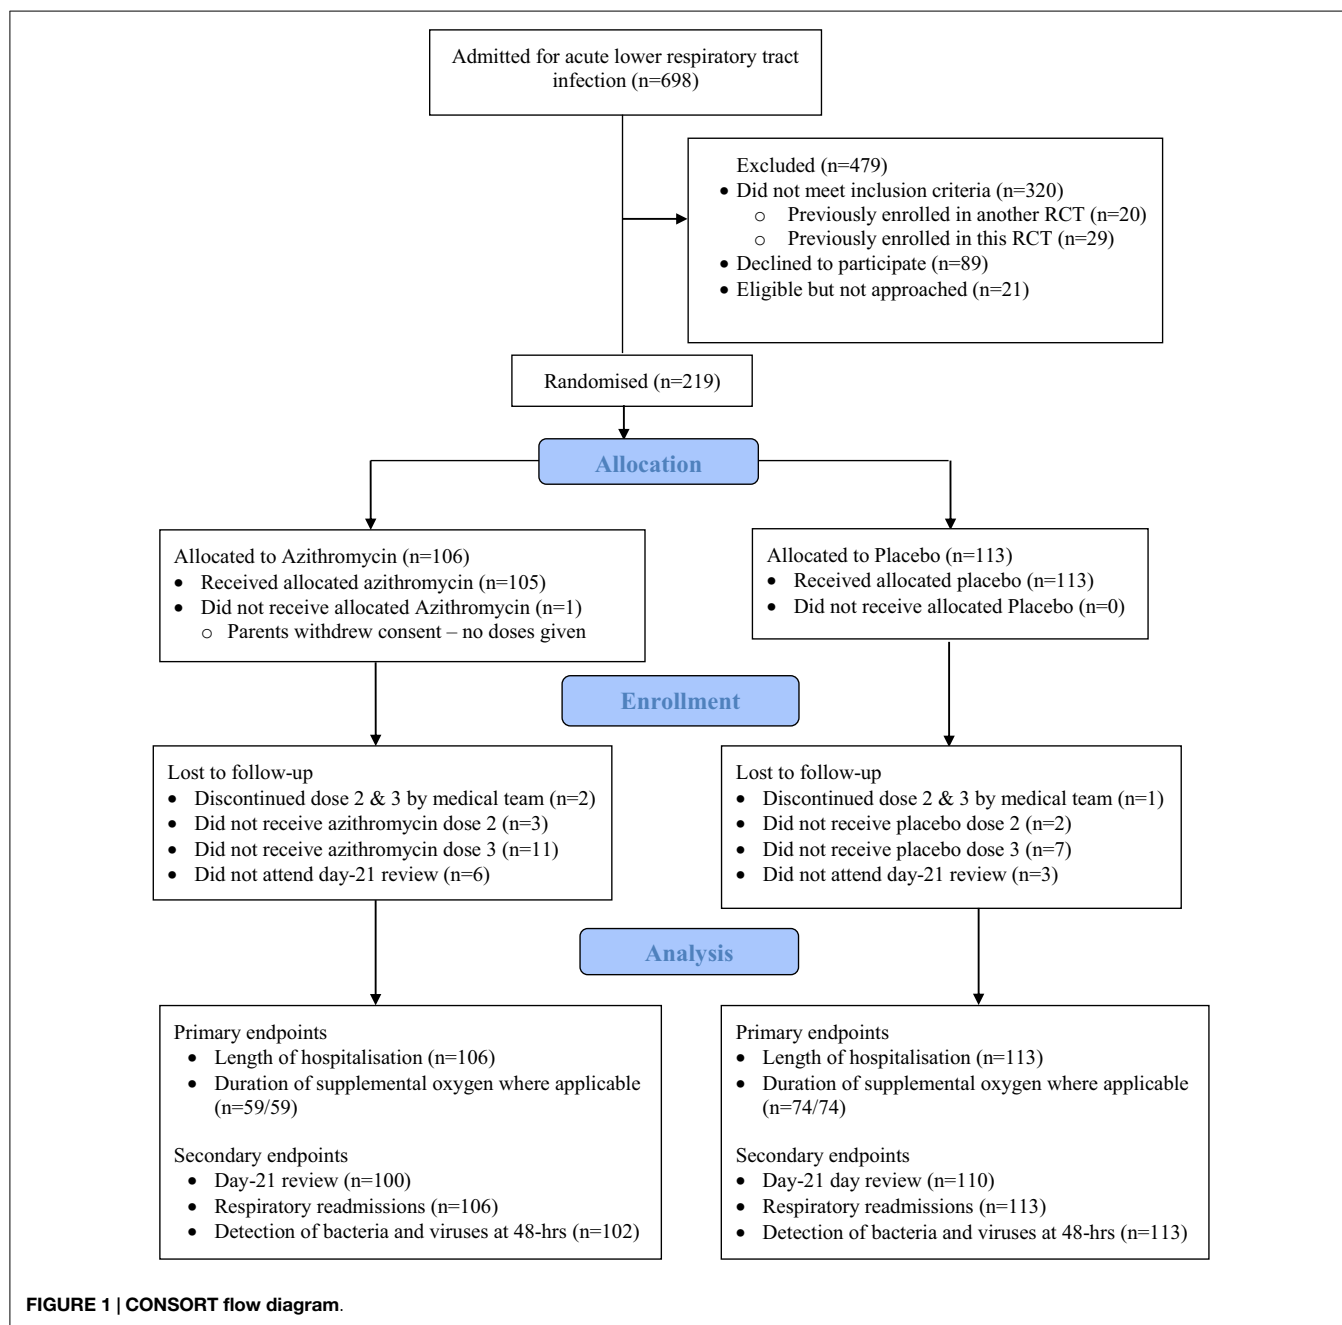 Admitted for acute lower respiratory tract
infection (n=698)
Excluded (n=479)
• Did not meet inclusion criteria (n=320)
o Previously enrolled in another RCT (n=20)
o Previously enrolled in this RCT (n=29)
• Declined to participate (n=89)
• Eligible but not approached (n=21)
Randomised (n=219)
Allocation
Allocated to Azithromycin (n=106)
• Received allocated azithromycin (n=105)
• Did not receive allocated Azithromycin (n=1)
o Parents withdrew consent – no doses given
Allocated to Placebo (n=113)
• Received allocated placebo (n=113)
• Did not receive allocated Placebo (n=0)
Enrollment
Lost to follow-up
• Discontinued dose 2 & 3 by medical team (n=2)
• Did not receive azithromycin dose 2 (n=3)
• Did not receive azithromycin dose 3 (n=11)
• Did not attend day-21 review (n=6)
Lost to follow-up
• Discontinued dose 2 & 3 by medical team (n=1)
• Did not receive placebo dose 2 (n=2)
• Did not receive placebo dose 3 (n=7)
• Did not attend day-21 review (n=3)
Analysis
Primary endpoints
• Length of hospitalisation (n=106)
• Duration of supplemental oxygen where applicable
(n=59/59)
Secondary endpoints
• Day-21 review (n=100)
• Respiratory readmissions (n=106)
• Detection of bacteria and viruses at 48-hrs (n=102)
Primary endpoints
• Length of hospitalisation (n=113)
• Duration of supplemental oxygen where applicable
(n=74/74)
Secondary endpoints
• Day-21 day review (n=110)
• Respiratory readmissions (n=113)
• Detection of bacteria and viruses at 48-hrs (n=113)
FIGURE 1 | CONSORT flow diagram.